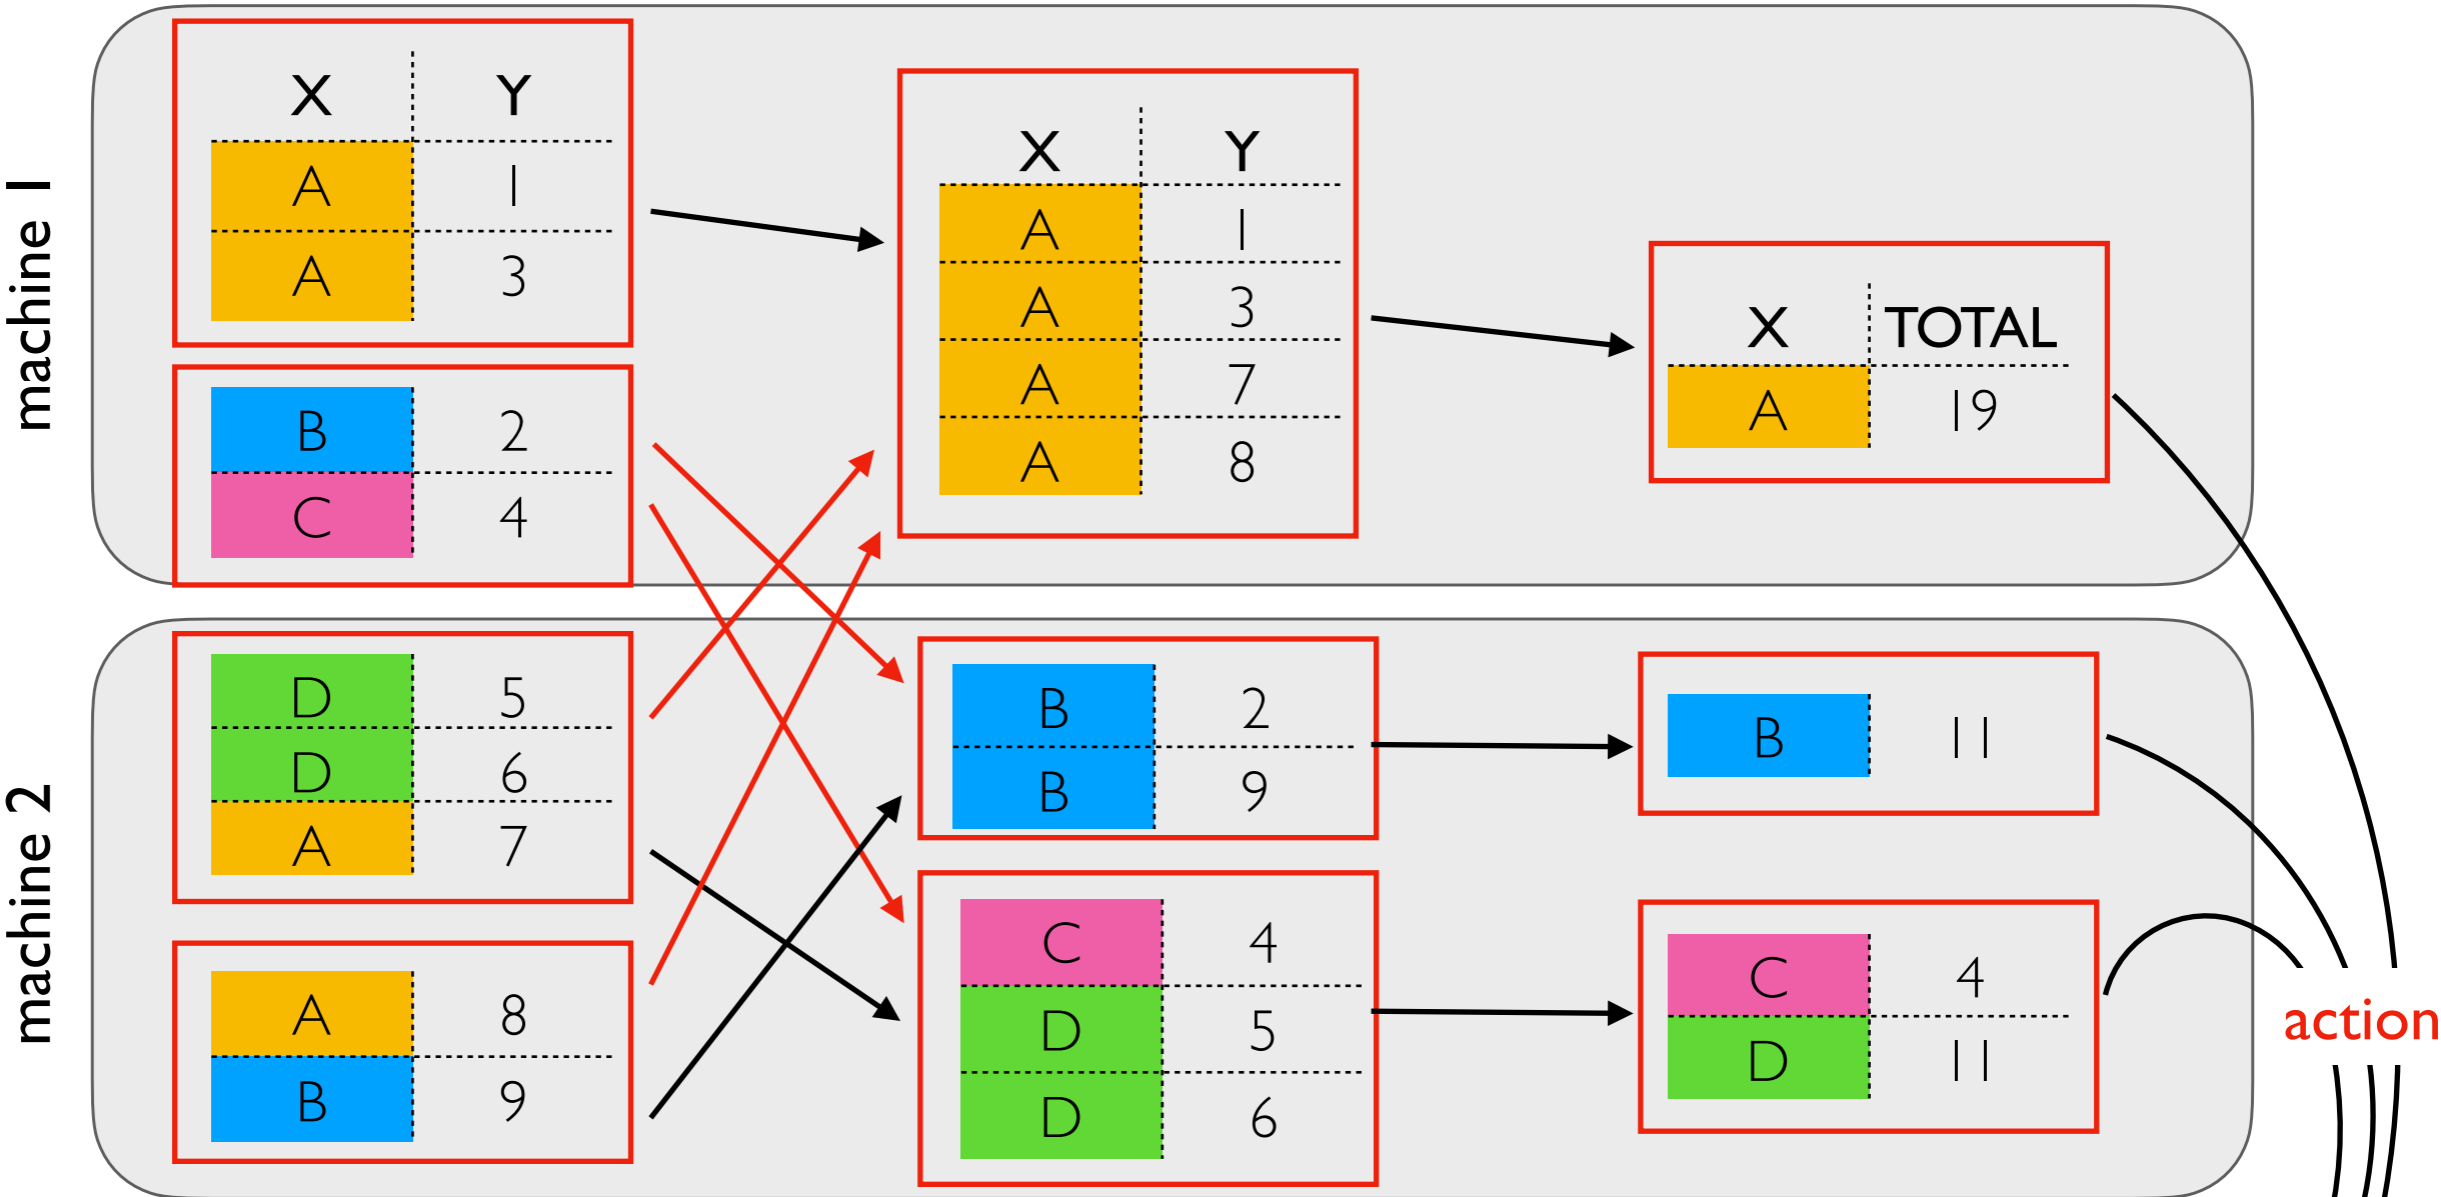 machine 1
X Y
A 1
A 3
B 2
C 4
X Y
A 1
A 3
A 7
A 8
X TOTAL
A 19
machine 2
D 5
D 6
A 7
A 8
B 9
B 2
B 9
C 4
D 5
D 6
B 11
C 4
D 11
action